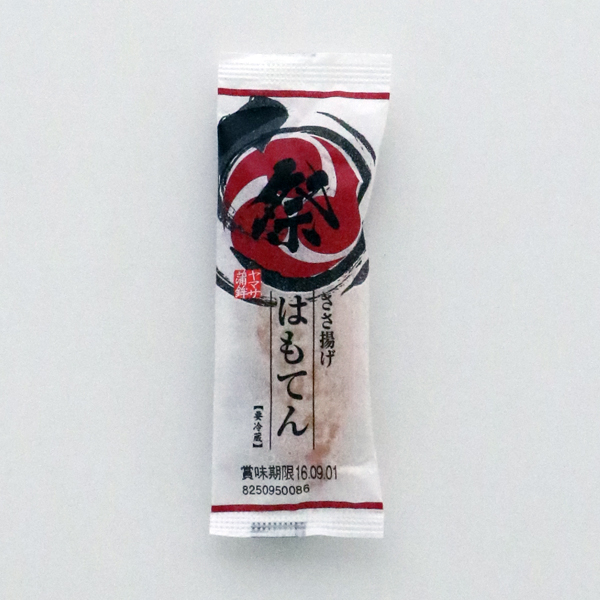 祭
ヤマサ
蒲鉾
ささ揚げ
はもてん
【要冷蔵】
賞味期限16.09.01
8250950086